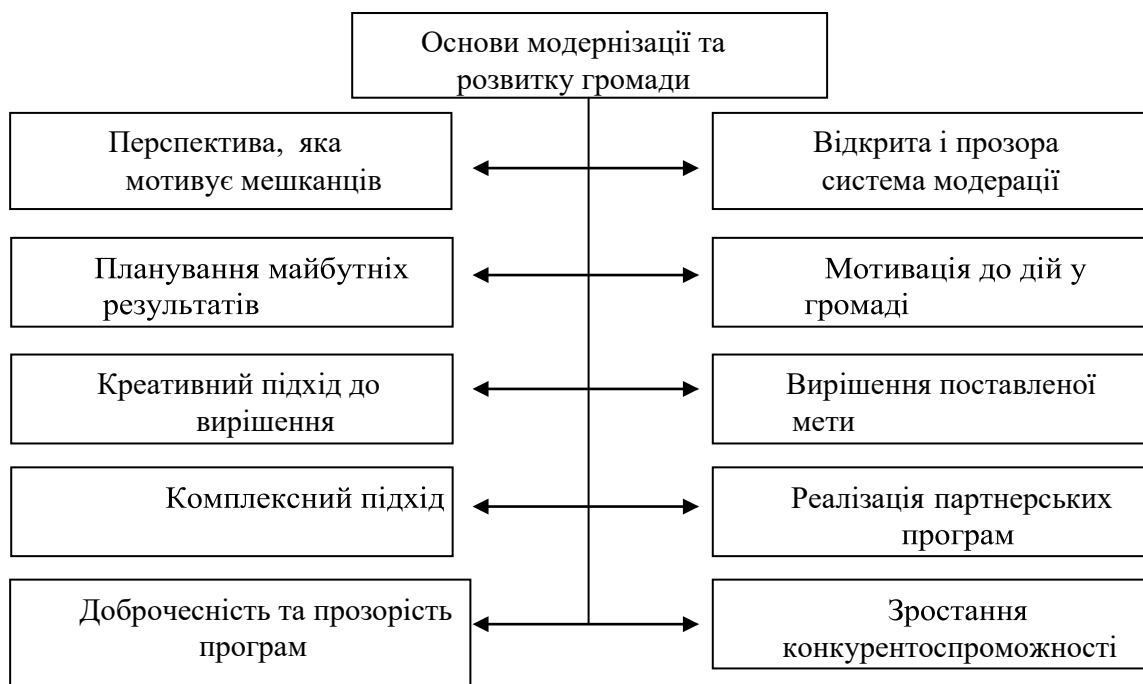 Основи модернізації та
розвитку громади
Перспектива, яка
мотивує мешканців
Відкрита і прозора
система модерації
Планування майбутніх
результатів
Мотивація до дій у
громаді
Креативний підхід до
вирішення
Вирішення поставленої
мети
Комплексний підхід
Реалізація партнерських
програм
Доброчесність та прозорість
програм
Зростання
конкурентоспроможності